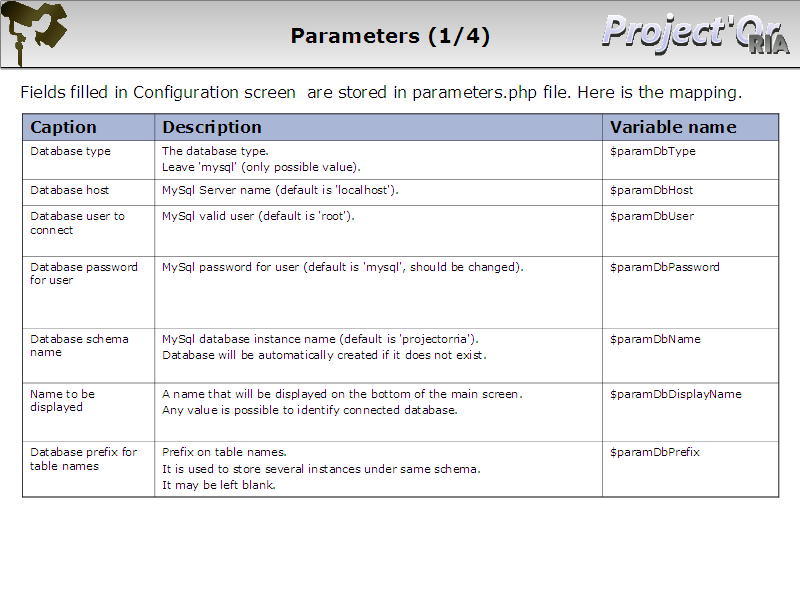 Parameters (1/4)
Project'Or
RIA
Fields filled in Configuration screen  are stored in parameters.php file. Here is the mapping.
Caption Description Variable name
Database type The database type. $paramDbType
Leave 'mysql' (only possible value).
Database host MySql Server name (default is 'localhost'). $paramDbHost
Database user to MySql valid user (default is 'root'). $paramDbUser
connect
Database password MySql password for user (default is 'mysql', should be changed). $paramDbPassword
for user
Database schema MySql database instance name (default is 'projectorria'). $paramDbName
name Database will be automatically created if it does not exist.
Name to be A name that will be displayed on the bottom of the main screen. $paramDbDisplayName
displayed Any value is possible to identify connected database.
Database prefix for Prefix on table names. $paramDbPrefix
table names It is used to store several instances under same schema.
It may be left blank.